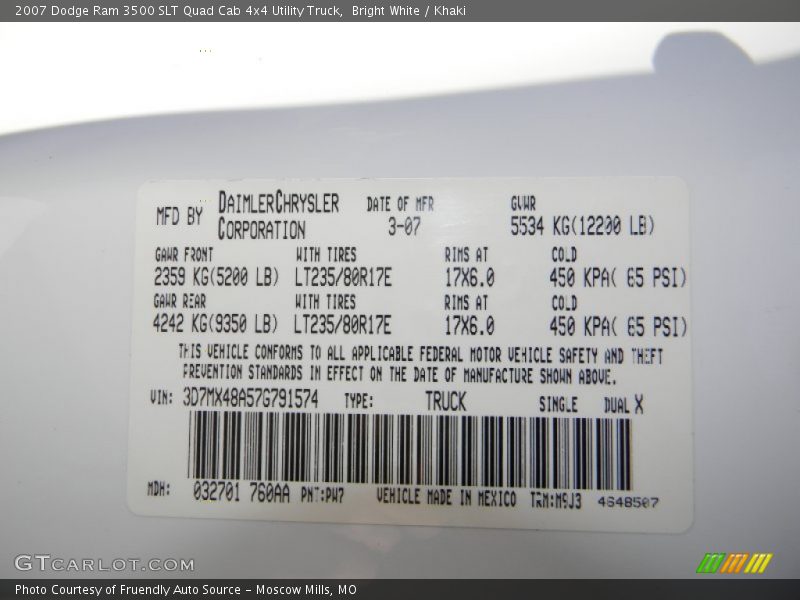 2007 Dodge Ram 3500 SLT Quad Cab 4x4 Utility Truck, Bright White / Khaki
MFD BY DAIMLERCHRYSLER CORPORATION DATE OF MFR 3-07 GVWR 5534 KG(12200 LB)
GAWR FRONT WITH TIRES RIMS AT COLD
2359 KG(5200 LB) LT235/80R17E 17X6.0 450 KPA( 65 PSI)
GAWR REAR WITH TIRES RIMS AT COLD
4242 KG(9350 LB) LT235/80R17E 17X6.0 450 KPA( 65 PSI)
THIS VEHICLE CONFORMS TO ALL APPLICABLE FEDERAL MOTOR VEHICLE SAFETY AND THEFT
PREVENTION STANDARDS IN EFFECT ON THE DATE OF MANUFACTURE SHOWN ABOVE.
VIN: 3D7MX48A57G791574 TYPE: TRUCK SINGLE DUAL X
MDH: 032701 760AA PNT:PW7 VEHICLE MADE IN MEXICO TRM:M9J3 4648507
GTCARLOT.COM
Photo Courtesy of Fruendly Auto Source – Moscow Mills, MO